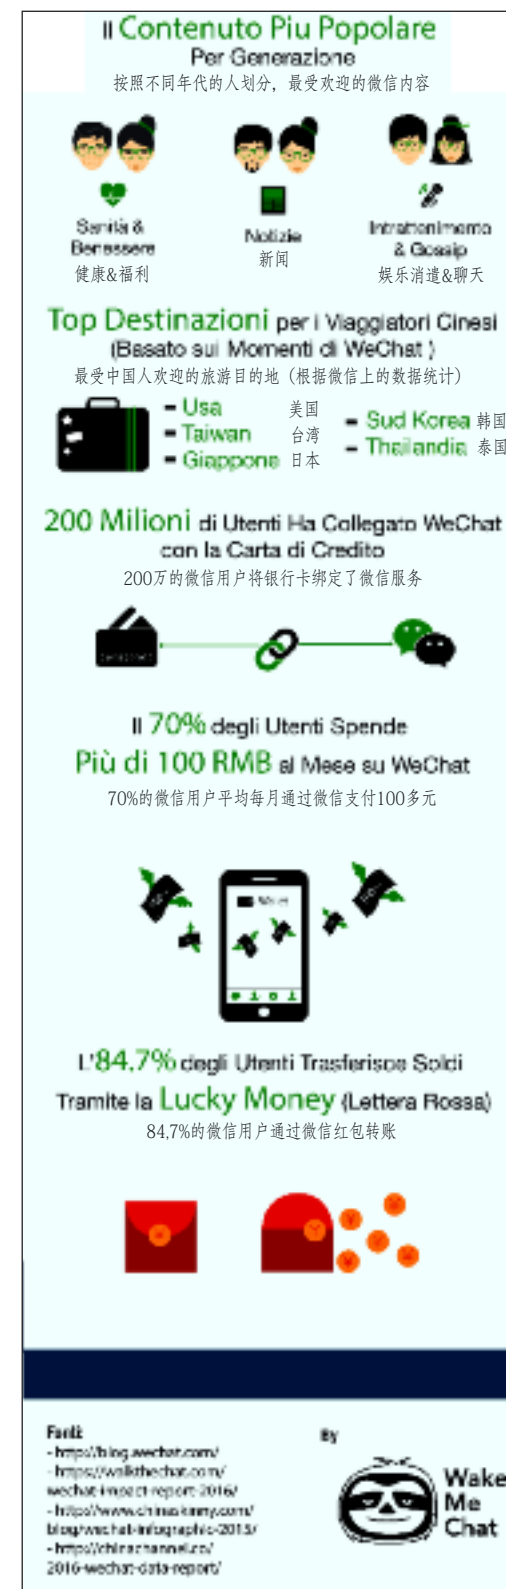 Il Contenuto Piu Popolare
Per Generazione
按照不同年代的人划分，最受欢迎的微信内容
Sanità &
Benessere
健康&福利
Notizie
新闻
Intrattenimento
& Gossip
娱乐消遣&聊天
Top Destinazioni per i Viaggiatori Cinesi
(Basato sui Momenti di WeChat )
最受中国人欢迎的旅游目的地（根据微信上的数据统计）
- Usa 美国
- Taiwan 台湾
- Giappone 日本
- Sud Korea 韩国
- Thailandia 泰国
200 Milioni di Utenti Ha Collegato WeChat
con la Carta di Credito
200万的微信用户将银行卡绑定了微信服务
Il 70% degli Utenti Spende
Più di 100 RMB al Mese su WeChat
70%的微信用户平均每月通过微信支付100多元
Wallet
L'84.7% degli Utenti Trasferisce Soldi
Tramite la Lucky Money (Lettera Rossa)
84,7%的微信用户通过微信红包转账
Fonti:
- http://blog.wechat.com/
- https://walkthechat.com/
wechat-impact-report-2016/
- https://www.chinaskinny.com/
blog/wechat-infographic-2015/
- http://chinachannel.co/
2016-wechat-data-report/
By
Wake
Me
Chat